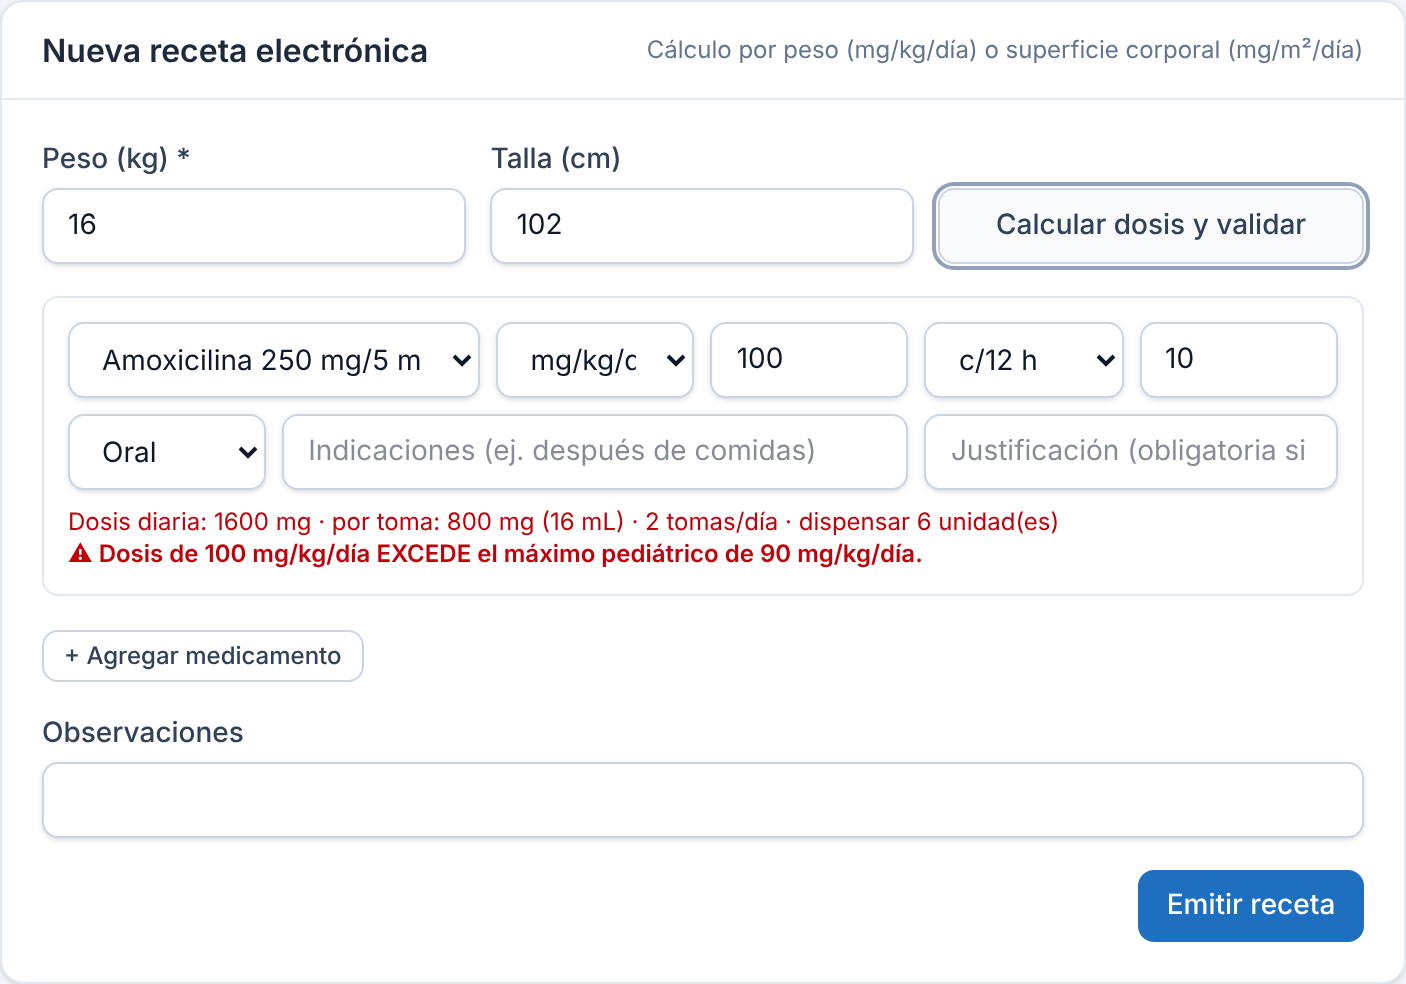 Nueva receta electrónica
Cálculo por peso (mg/kg/día) o superficie corporal (mg/m²/día)
Peso (kg) *
Talla (cm)
16
102
Calcular dosis y validar
Amoxicilina 250 mg/5 m
mg/kg/c
100
c/12 h
10
Oral
Indicaciones (ej. después de comidas)
Justificación (obligatoria si
Dosis diaria: 1600 mg · por toma: 800 mg (16 mL) · 2 tomas/día · dispensar 6 unidad(es)
⚠ Dosis de 100 mg/kg/día EXCEDE el máximo pediátrico de 90 mg/kg/día.
+ Agregar medicamento
Observaciones
Emitir receta